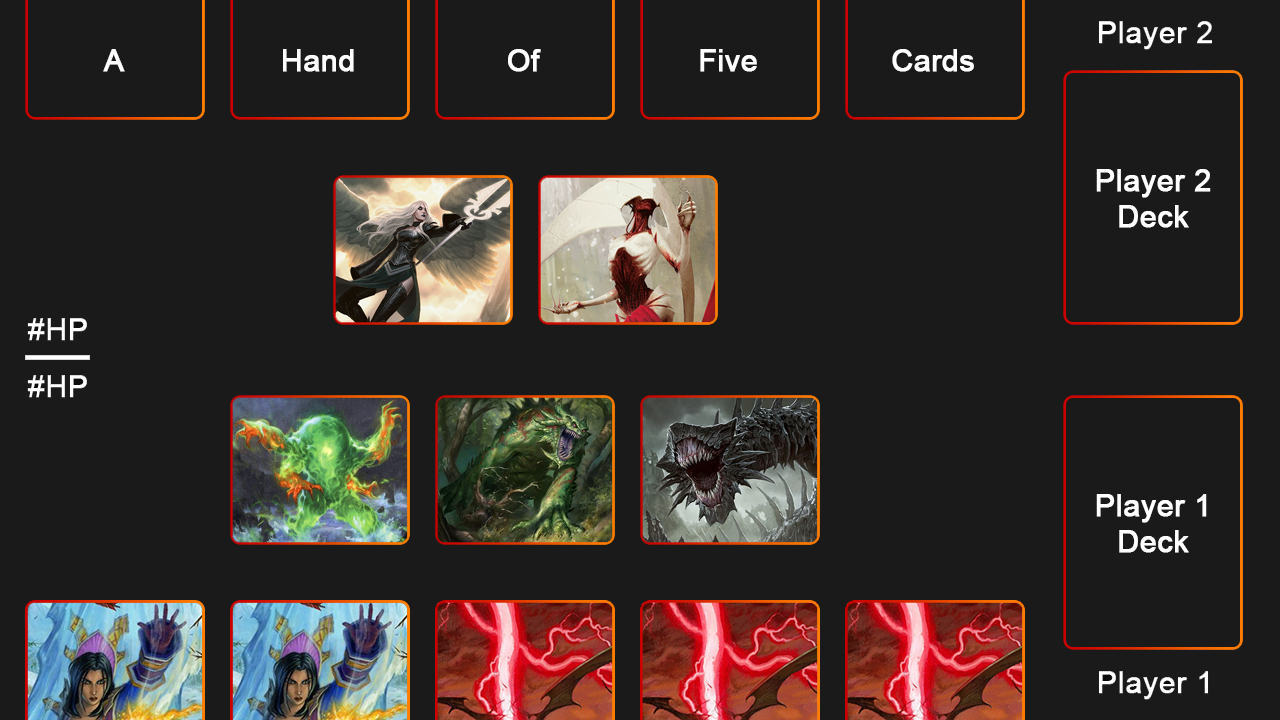 A
Hand
Of
Five
Cards
Player 2
Player 2
Deck
#HP
#HP
Player 1
Deck
Player 1